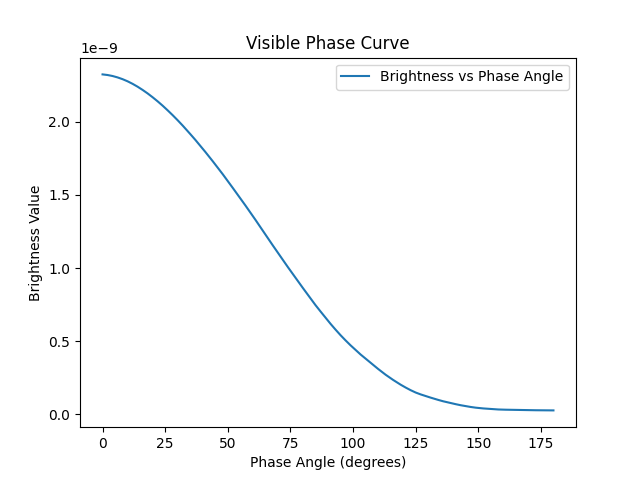 Visible Phase Curve
1e−9
Brightness vs Phase Angle
2.0
1.5
1.0
0.5
0.0
Brightness Value
0 25 50 75 100 125 150 175
Phase Angle (degrees)